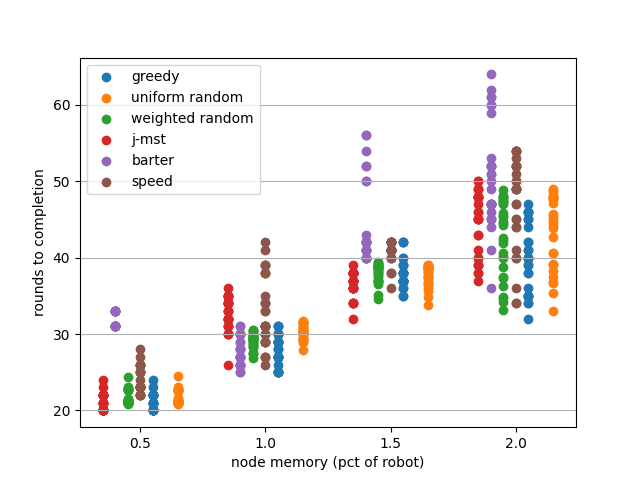 greedy
uniform random
weighted random
j-mst
barter
speed
60
50
40
30
20
rounds to completion
0.5 1.0 1.5 2.0
node memory (pct of robot)